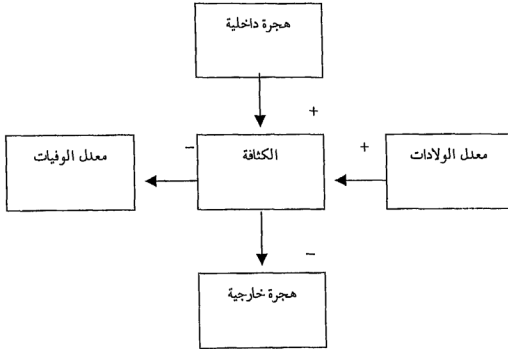 هجرة داخلية
+
معدل الولادات
+
الكثافة
−
معدل الوفيات
−
هجرة خارجية